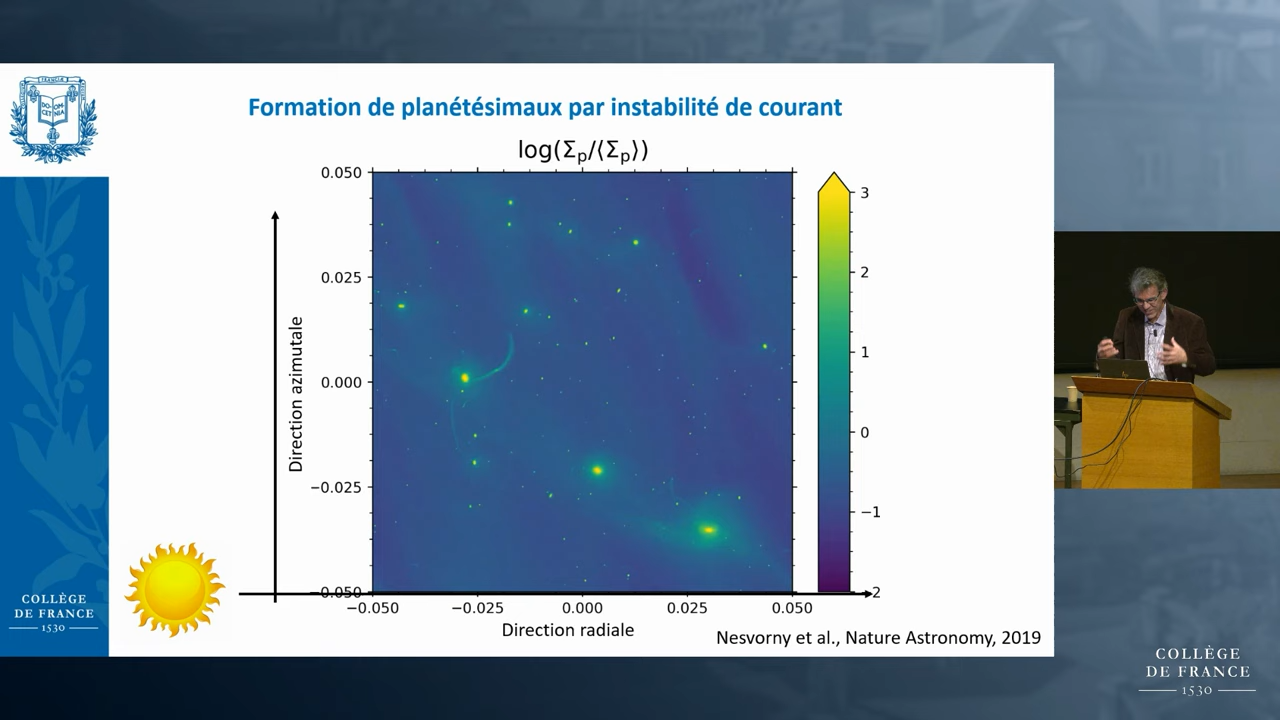 Formation de planétésimaux par instabilité de courant
log(Σp/⟨Σp⟩)
0.050
0.025
0.000
−0.025
−0.050
Direction azimutale
3
2
1
0
−1
−2
−0.050 −0.025 0.000 0.025 0.050
Direction radiale
Nesvorny et al., Nature Astronomy, 2019
COLLÈGE
DE FRANCE
1530
COLLÈGE
DE FRANCE
1530